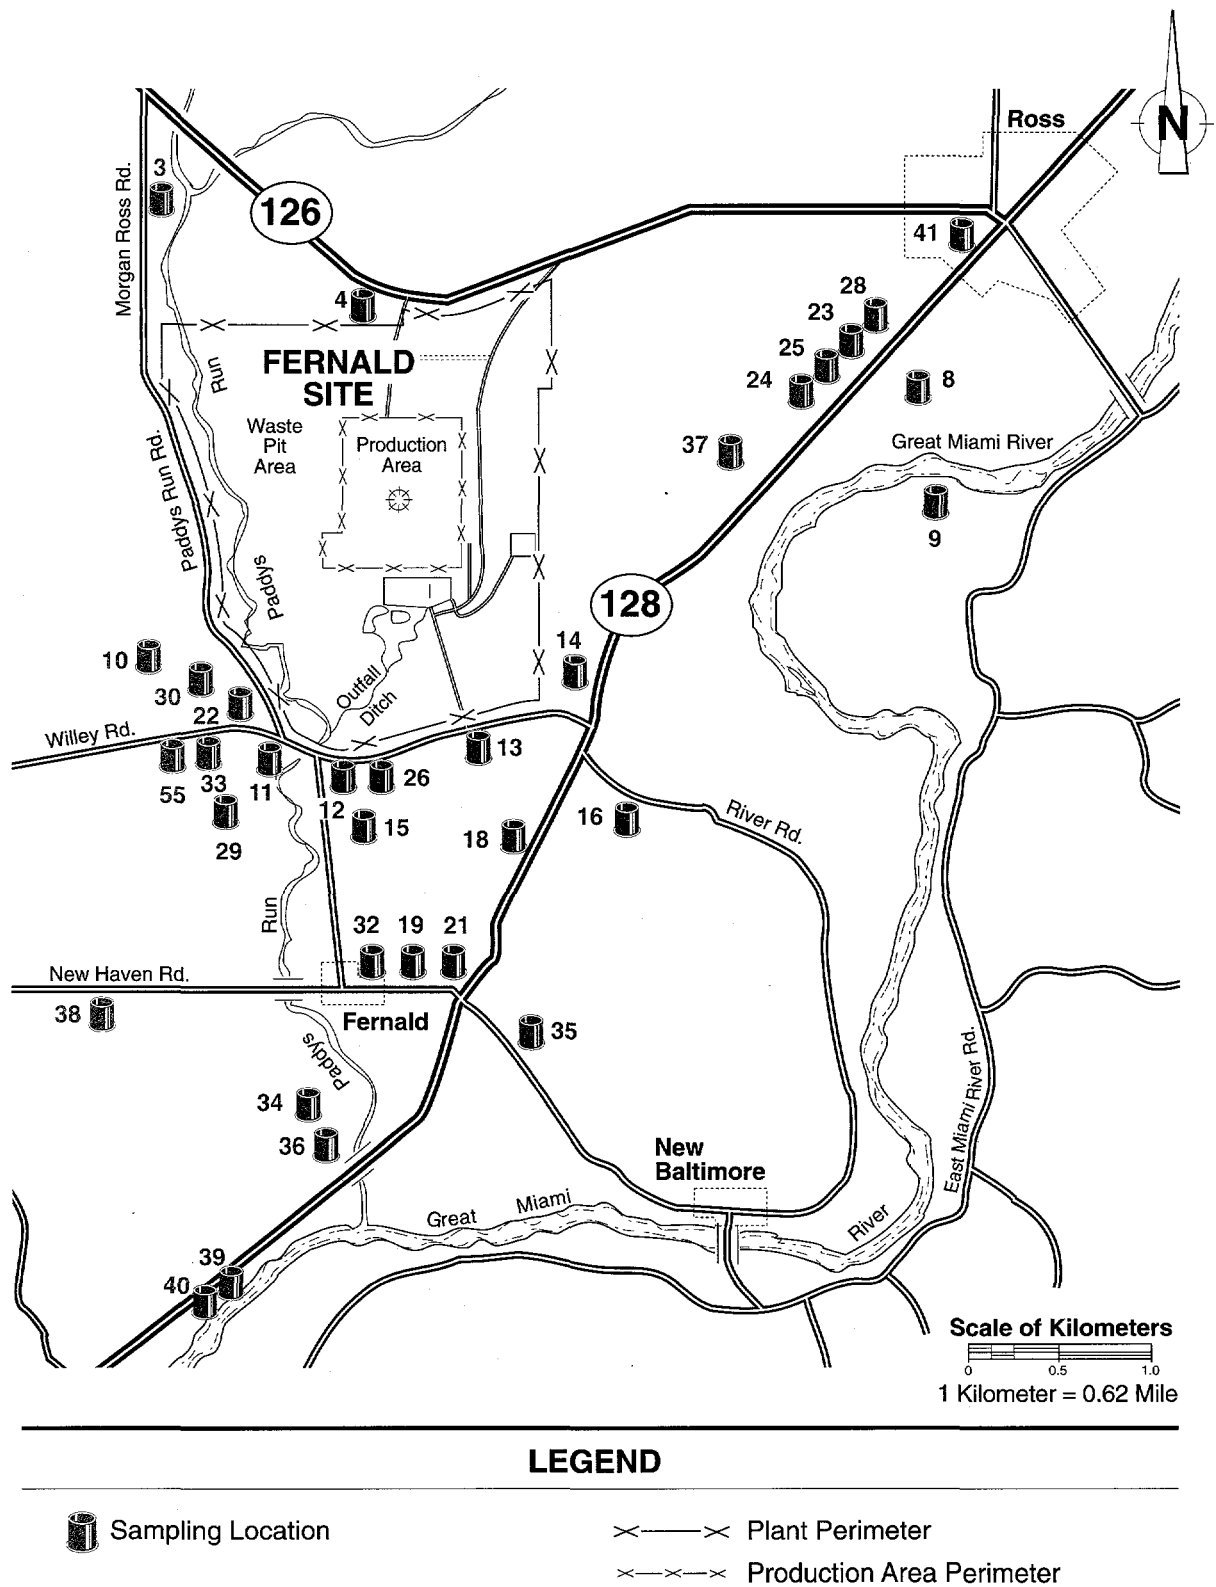 N
Ross
3
Morgan Ross Rd.
126
41
4
28
23
25
24
8
FERNALD
SITE
Run
Waste
Pit
Area
Production
Area
37
Great Miami River
9
Paddys Run Rd.
Paddys
128
14
10
30
22
Outfall
Ditch
Willey Rd.
13
55
33
11
12
26
29
15
18
16
River Rd.
Run
32
19
21
New Haven Rd.
38
Fernald
35
Paddys
34
36
East Miami River Rd.
New
Baltimore
Great
Miami
River
39
40
Scale of Kilometers
0
0.5
1.0
1 Kilometer = 0.62 Mile
LEGEND
Sampling Location
Plant Perimeter
Production Area Perimeter